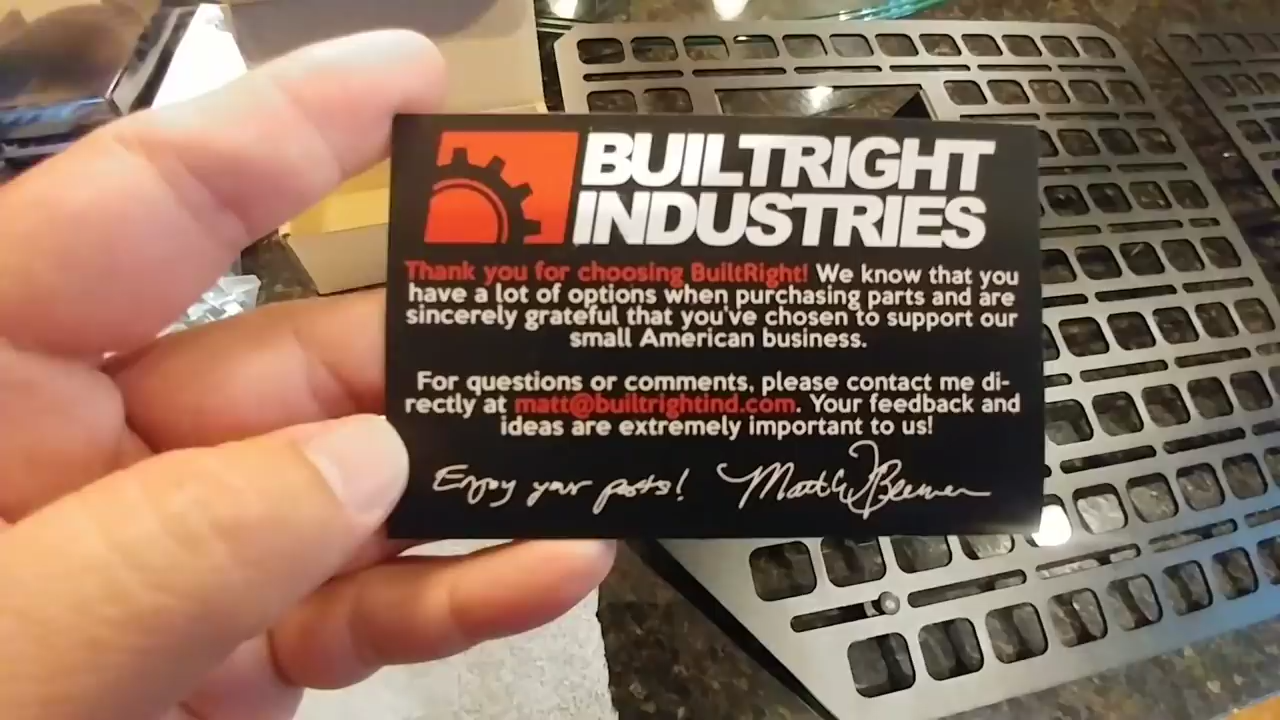 BUILTRIGHT
INDUSTRIES
Thank you for choosing BuiltRight! We know that you
have a lot of options when purchasing parts and are
sincerely grateful that you've chosen to support our
small American business.
For questions or comments, please contact me di-
rectly at matt@builtrightind.com. Your feedback and
ideas are extremely important to us!
Enjoy your parts!